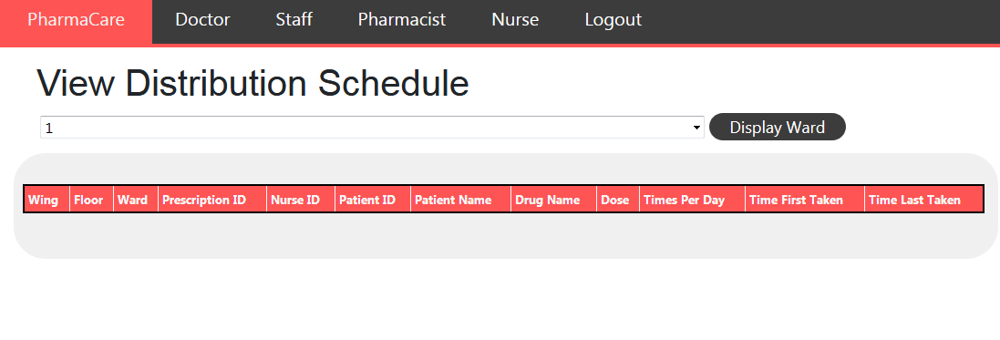 PharmaCare Doctor Staff Pharmacist Nurse Logout
View Distribution Schedule
1 Display Ward
Wing Floor Ward Prescription ID Nurse ID Patient ID Patient Name Drug Name Dose Times Per Day Time First Taken Time Last Taken